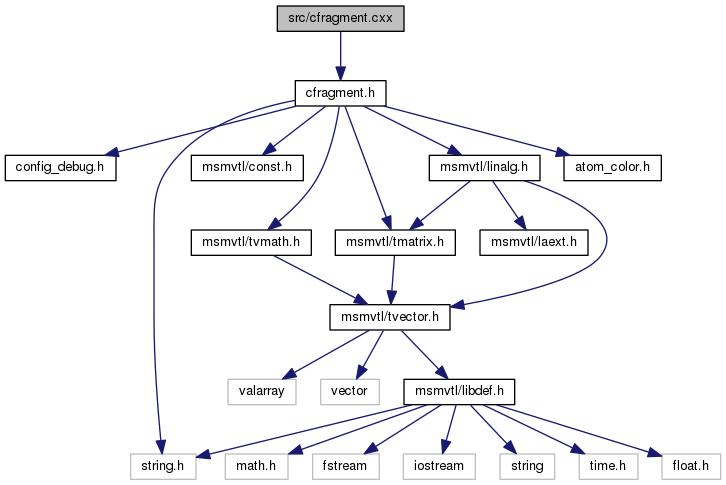 src/cfragment.cxx
cfragment.h
config_debug.h
msmvtl/const.h
msmvtl/linalg.h
atom_color.h
msmvtl/tvmath.h
msmvtl/tmatrix.h
msmvtl/laext.h
msmvtl/tvector.h
valarray
vector
msmvtl/libdef.h
string.h
math.h
fstream
iostream
string
time.h
float.h